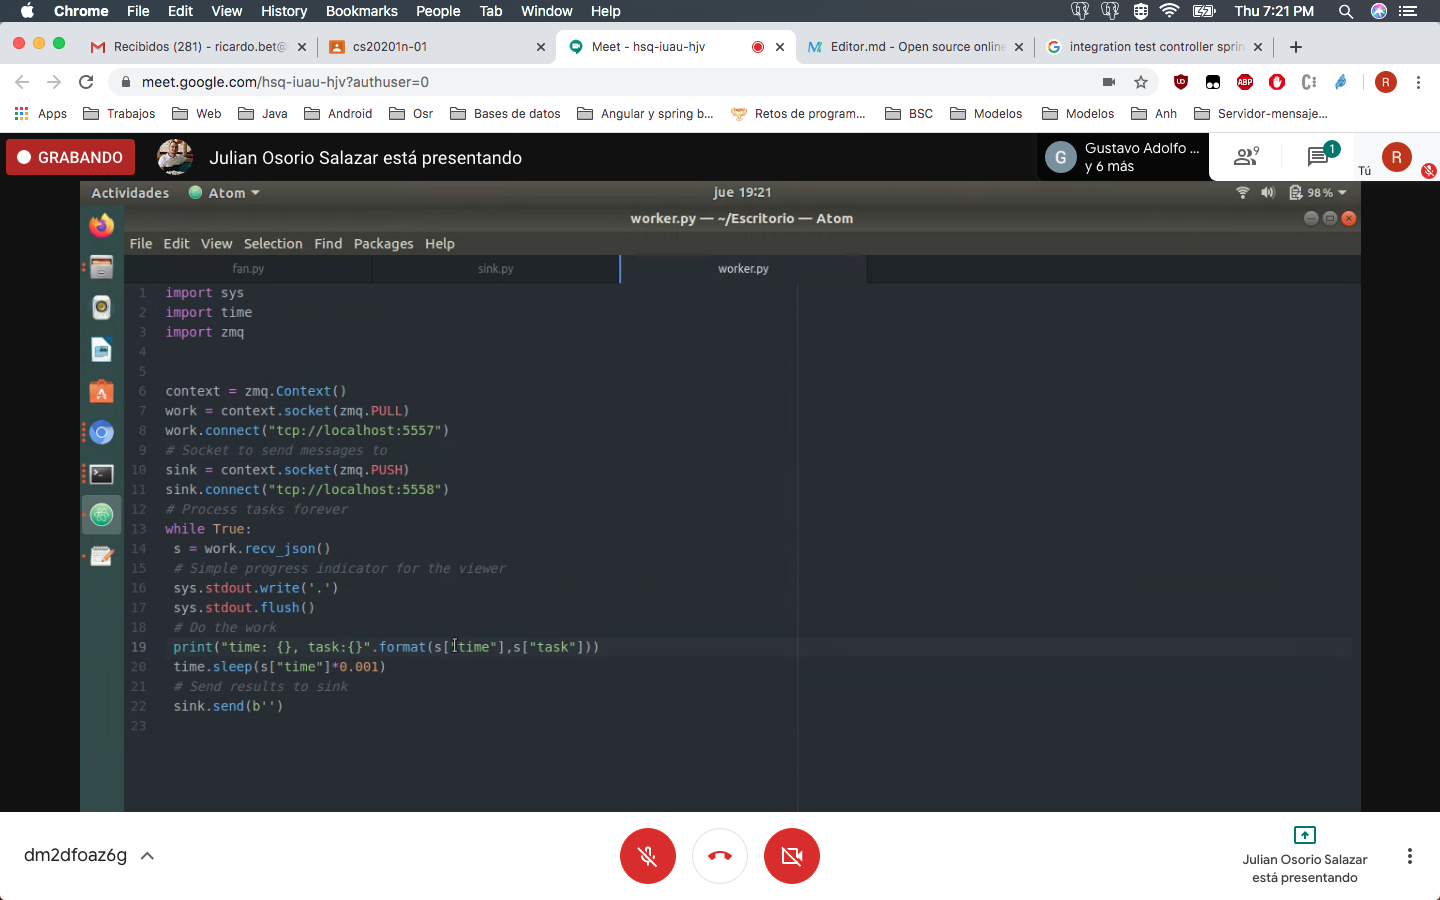 Chrome File Edit View History Bookmarks People Tab Window Help Thu 7:21 PM
Recibidos (281) - ricardo.bet@ cs20201n-01 Meet - hsq-iuau-hjv Editor.md - Open source online integration test controller sprin
meet.google.com/hsq-iuau-hjv?authuser=0
Apps Trabajos Web Java Android Osr Bases de datos Angular y spring b... Retos de program... BSC Modelos Modelos Anh Servidor-mensaje...
GRABANDO Julian Osorio Salazar está presentando
G Gustavo Adolfo ...
y 6 más
9 1 Tú R
Actividades Atom jue 19:21 98%
worker.py — ~/Escritorio — Atom
File Edit View Selection Find Packages Help
fan.py sink.py worker.py
1 import sys
2 import time
3 import zmq
4
5
6 context = zmq.Context()
7 work = context.socket(zmq.PULL)
8 work.connect("tcp://localhost:5557")
9 # Socket to send messages to
10 sink = context.socket(zmq.PUSH)
11 sink.connect("tcp://localhost:5558")
12 # Process tasks forever
13 while True:
14 s = work.recv_json()
15 # Simple progress indicator for the viewer
16 sys.stdout.write('.')
17 sys.stdout.flush()
18 # Do the work
19 print("time: {}, task:{}".format(s["time"],s["task"]))
20 time.sleep(s["time"]*0.001)
21 # Send results to sink
22 sink.send(b'')
23
dm2dfoaz6g
Julian Osorio Salazar
está presentando